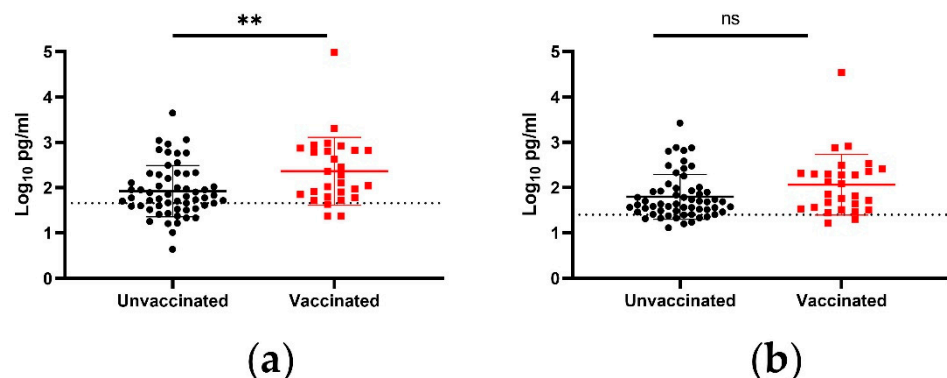 ** ns
5 5
4 4
Log10 pg/ml 3 Log10 pg/ml 3
2 2
1 1
0 0
Unvaccinated Vaccinated Unvaccinated Vaccinated
(a) (b)